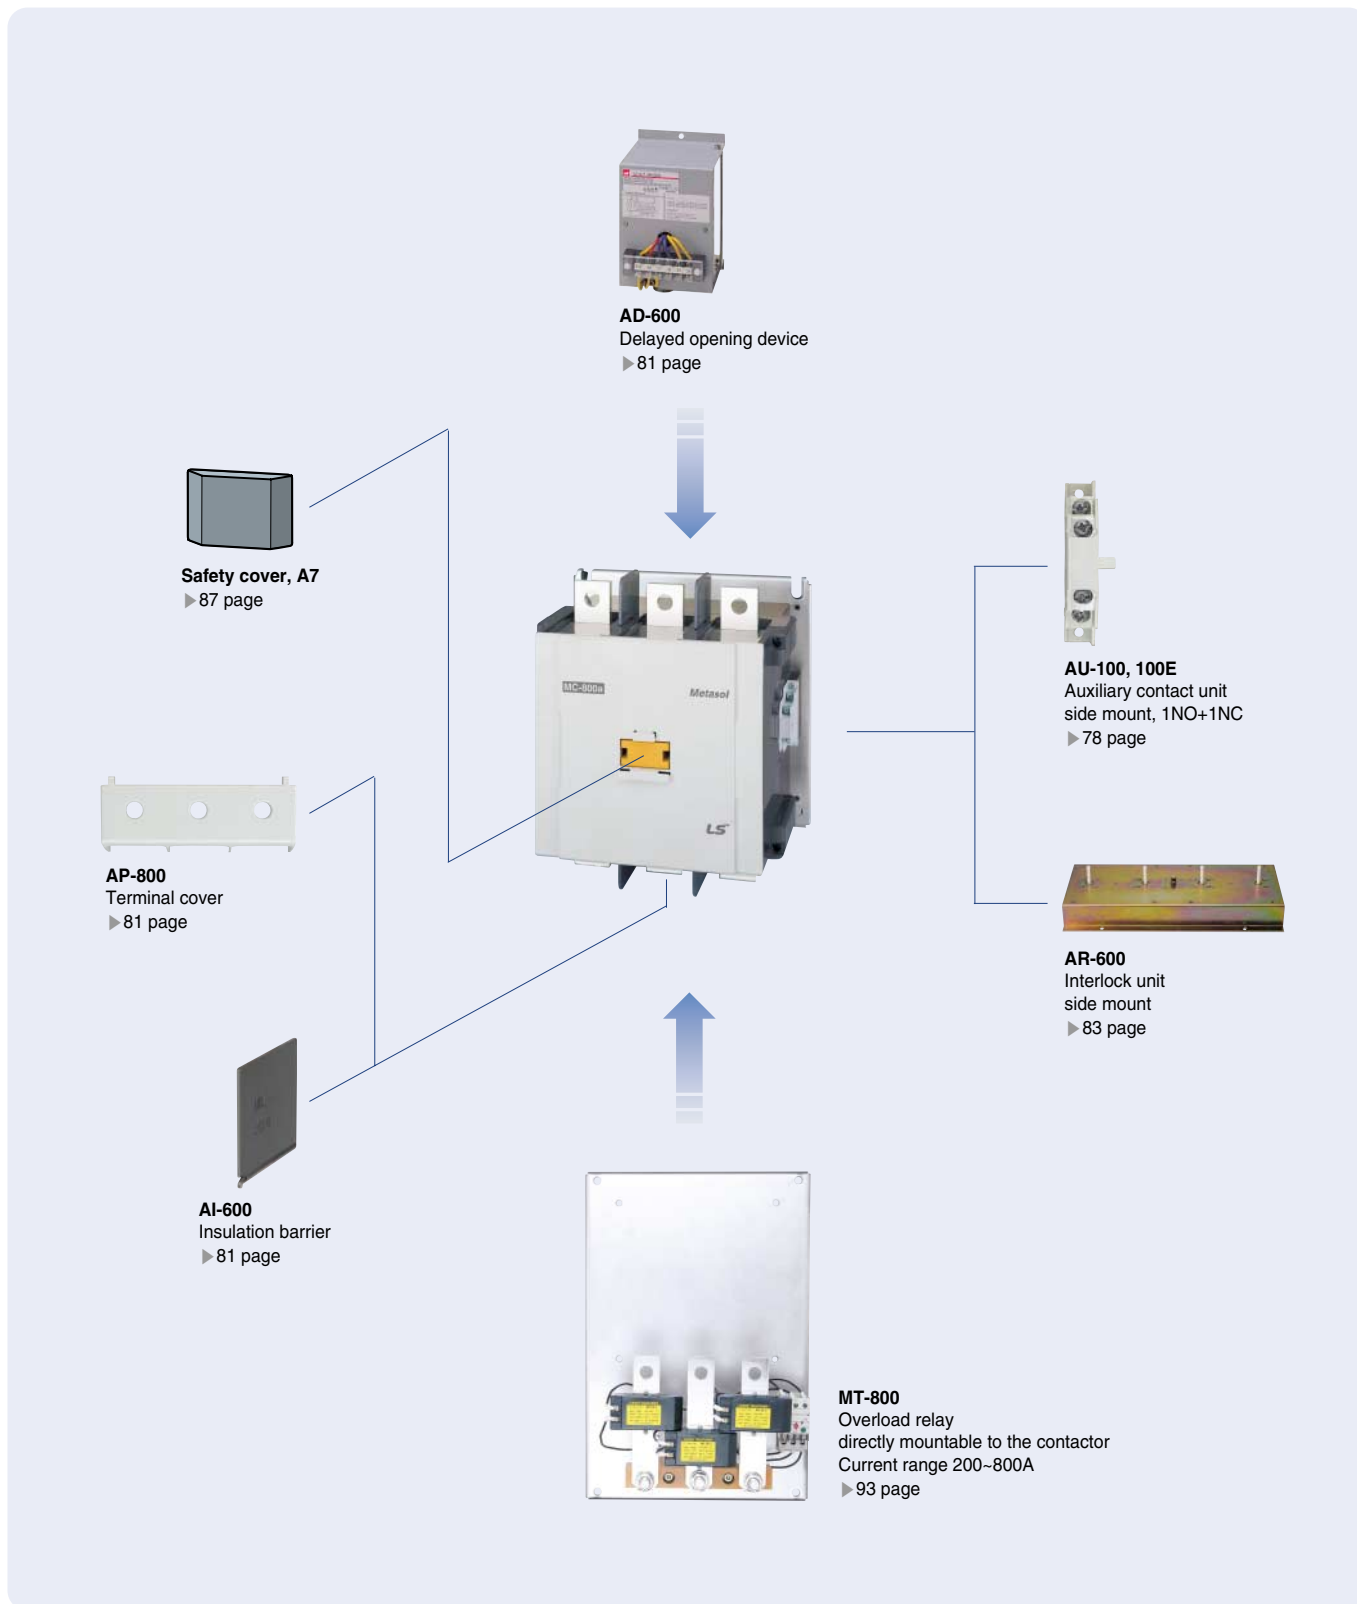 AD-600
Delayed opening device
▶81 page
Safety cover, A7
▶87 page
AU-100, 100E
Auxiliary contact unit
side mount, 1NO+1NC
▶78 page
MC-800a
Metasol
LS
AP-800
Terminal cover
▶81 page
AR-600
Interlock unit
side mount
▶83 page
AI-600
Insulation barrier
▶81 page
MT-800
Overload relay
directly mountable to the contactor
Current range 200~800A
▶93 page